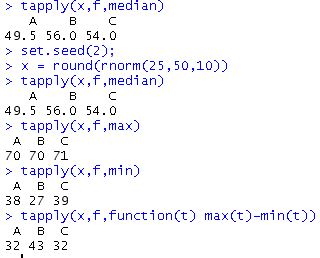 > tapply(x,f,median)
   A    B    C
49.5 56.0 54.0
> set.seed(2);
> x = round(rnorm(25,50,10))
> tapply(x,f,median)
   A    B    C
49.5 56.0 54.0
> tapply(x,f,max)
 A  B  C
70 70 71
> tapply(x,f,min)
 A  B  C
38 27 39
> tapply(x,f,function(t) max(t)-min(t))
 A  B  C
32 43 32